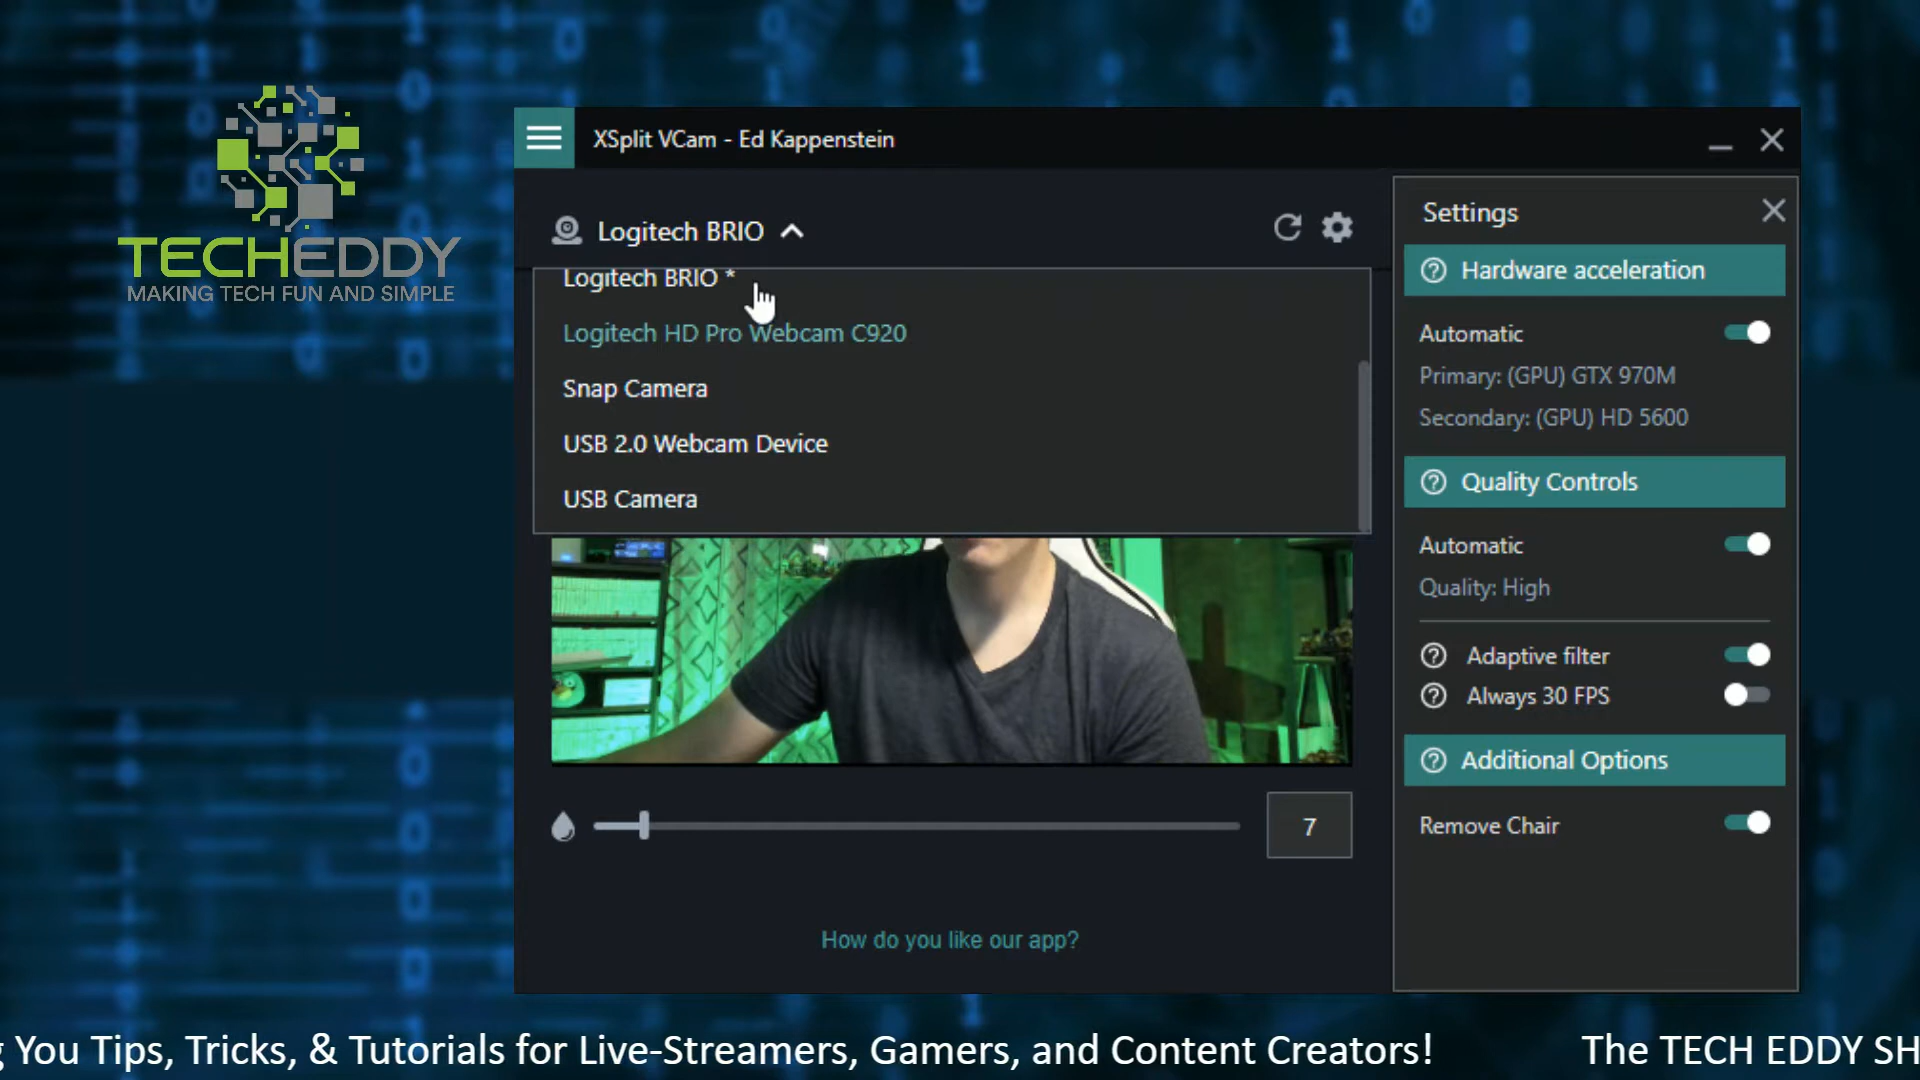 TECHEDDY
MAKING TECH FUN AND SIMPLE
XSplit VCam - Ed Kappenstein
Logitech BRIO
Logitech BRIO *
Logitech HD Pro Webcam C920
Snap Camera
USB 2.0 Webcam Device
USB Camera
7
How do you like our app?
Settings
Hardware acceleration
Automatic
Primary: (GPU) GTX 970M
Secondary: (GPU) HD 5600
Quality Controls
Automatic
Quality: High
Adaptive filter
Always 30 FPS
Additional Options
Remove Chair
g You Tips, Tricks, & Tutorials for Live-Streamers, Gamers, and Content Creators! The TECH EDDY SH